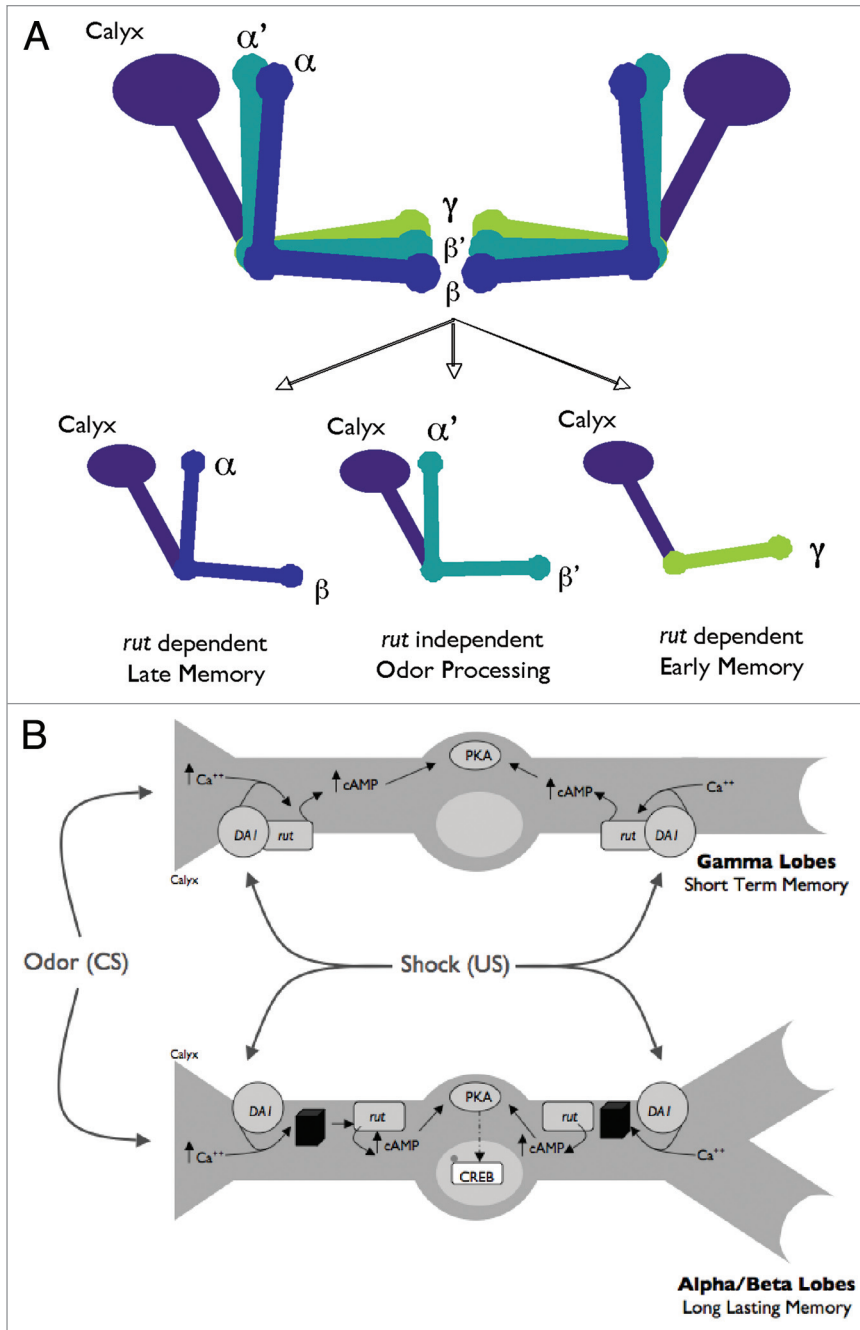 A
Calyx
α'
α
γ
β'
β
Calyx
α
β
rut dependent
Late Memory
Calyx
α'
β'
rut independent
Odor Processing
Calyx
γ
rut dependent
Early Memory
B
Ca++
DA1
rut
cAMP
PKA
cAMP
Ca++
rut
DA1
Calyx
Gamma Lobes
Short Term Memory
Odor (CS)
Shock (US)
Calyx
DA1
Ca++
rut
cAMP
PKA
CREB
rut
cAMP
DA1
Ca++
Alpha/Beta Lobes
Long Lasting Memory